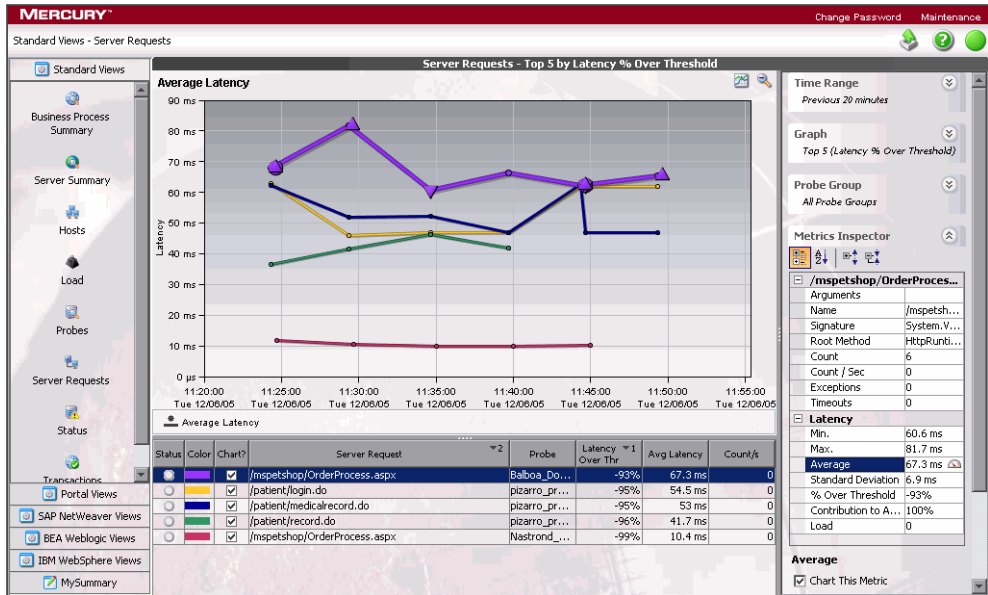 MERCURY™
Change Password Maintenance
Standard Views - Server Requests
Standard Views
Business Process
Summary
Server Summary
Hosts
Load
Probes
Server Requests
Status
Transactions
Portal Views
SAP NetWeaver Views
BEA Weblogic Views
IBM WebSphere Views
MySummary
Server Requests - Top 5 by Latency % Over Threshold
Average Latency
Latency
90 ms
80 ms
70 ms
60 ms
50 ms
40 ms
30 ms
20 ms
10 ms
0 µs
11:20:00 11:25:00 11:30:00 11:35:00 11:40:00 11:45:00 11:50:00 11:55:00
Tue 12/06/05 Tue 12/06/05 Tue 12/06/05 Tue 12/06/05 Tue 12/06/05 Tue 12/06/05 Tue 12/06/05 Tue 12/06/05
Average Latency
Status Color Chart? Server Request 2 Probe Latency 1 Over Thr Avg Latency Count/s
/mspetshop/OrderProcess.aspx Balboa_Do... -93% 67.3 ms 0
/patient/login.do pizarro_pr... -95% 54.5 ms 0
/patient/medicalrecord.do pizarro_pr... -95% 53 ms 0
/patient/record.do pizarro_pr... -96% 41.7 ms 0
/mspetshop/OrderProcess.aspx Nastrond_... -99% 10.4 ms 0
Time Range
Previous 20 minutes
Graph
Top 5 (Latency % Over Threshold)
Probe Group
All Probe Groups
Metrics Inspector
/mspetshop/OrderProces...
Arguments
Name /mspetsh...
Signature System.V...
Root Method HttpRunti...
Count 6
Count / Sec 0
Exceptions 0
Timeouts 0
Latency
Min. 60.6 ms
Max. 81.7 ms
Average 67.3 ms
Standard Deviation 6.9 ms
% Over Threshold -93%
Contribution to A... 100%
Load 0
Average
Chart This Metric